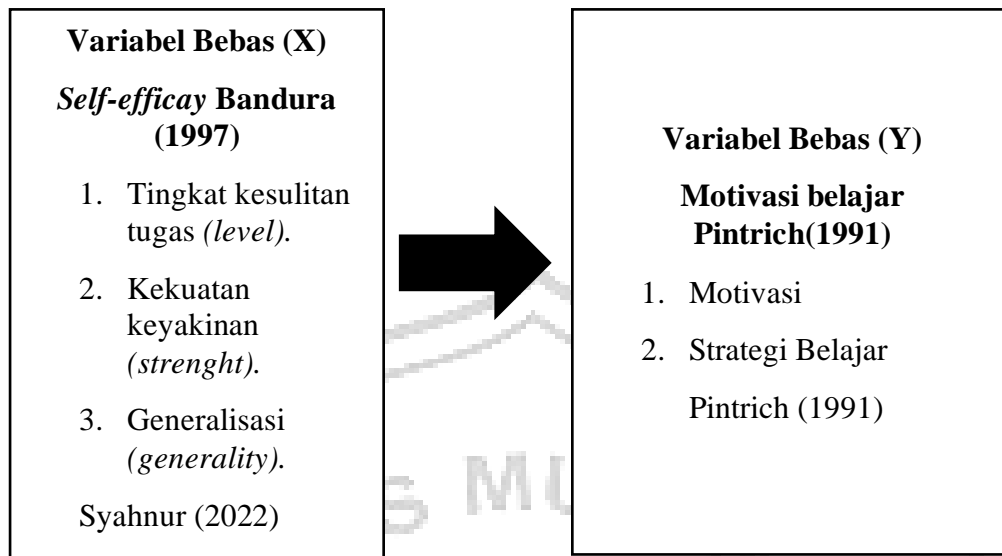 Variabel Bebas (X)
Self-efficay Bandura
(1997)
1. Tingkat kesulitan
tugas (level).
2. Kekuatan
keyakinan
(strenght).
3. Generalisasi
(generality).
Syahnur (2022)
Variabel Bebas (Y)
Motivasi belajar
Pintrich(1991)
1. Motivasi
2. Strategi Belajar
Pintrich (1991)